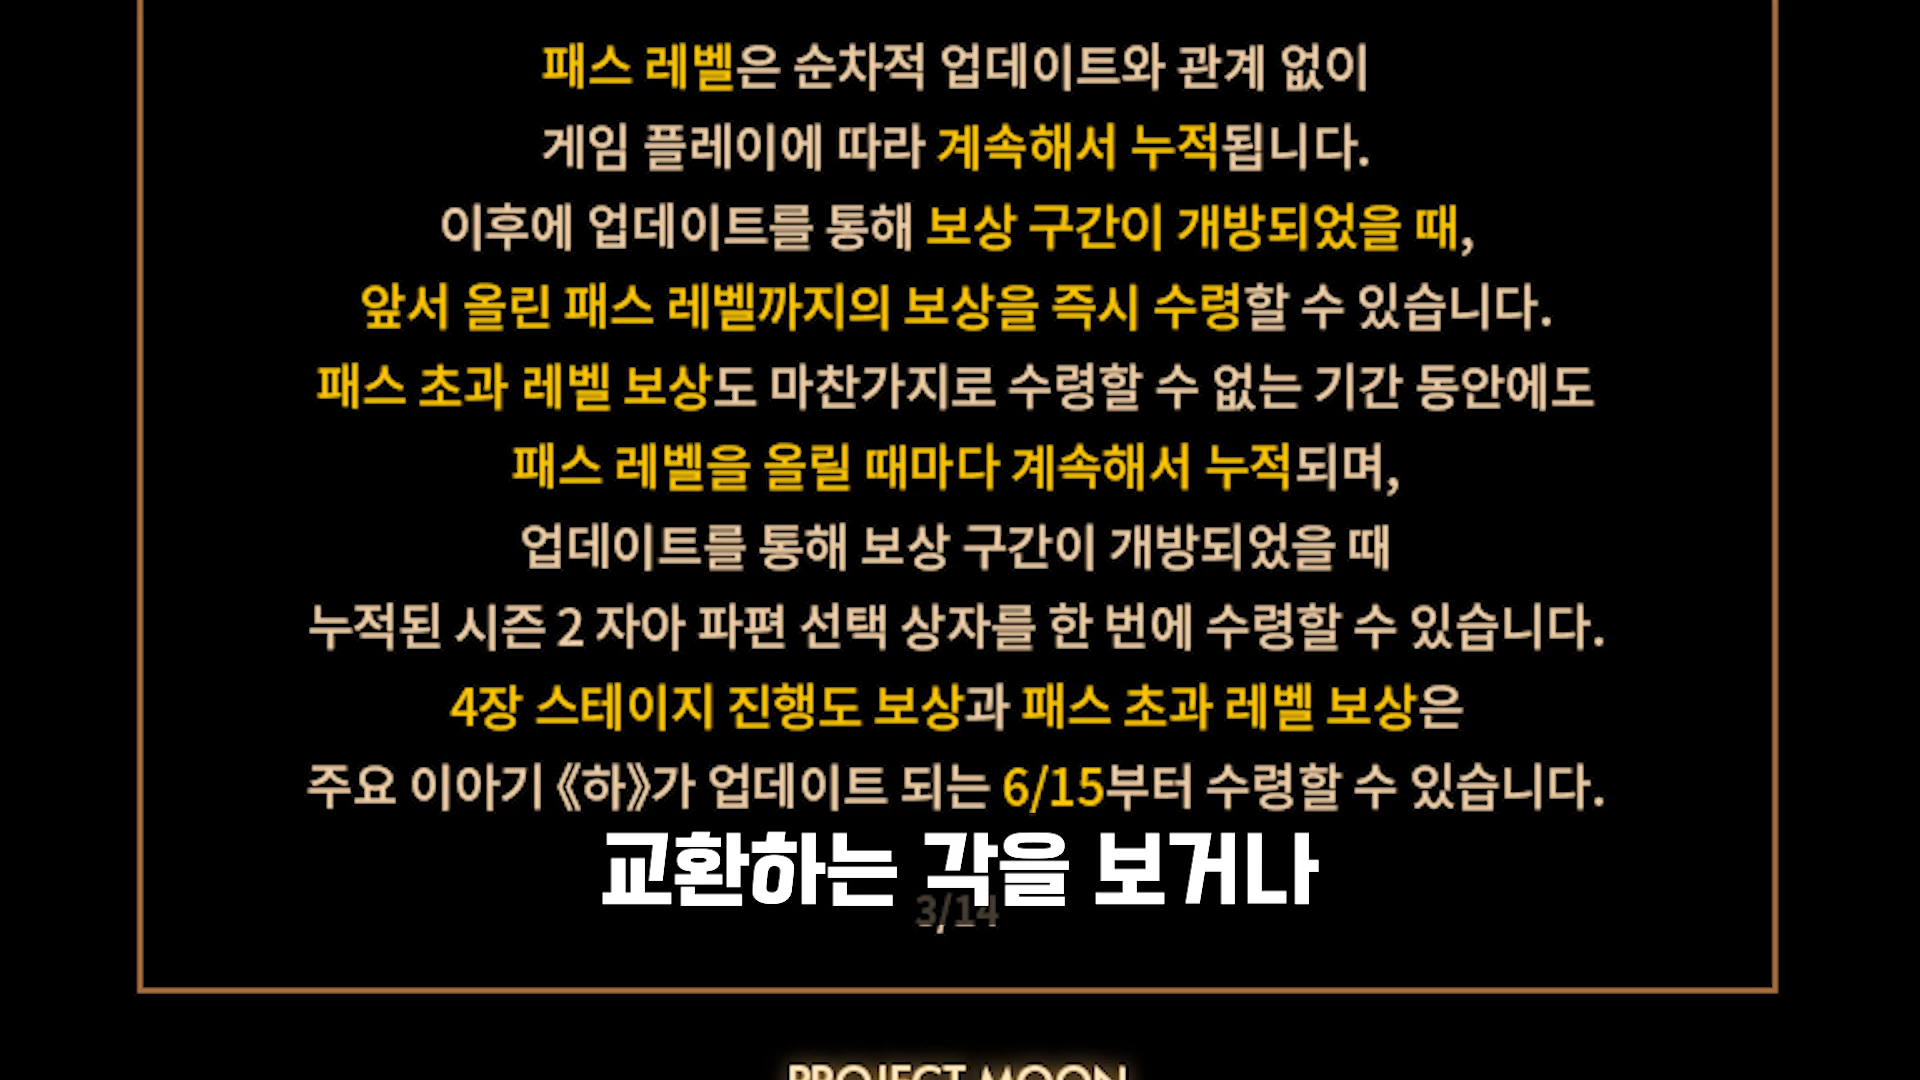 패스 레벨은 순차적 업데이트와 관계 없이
게임 플레이에 따라 계속해서 누적됩니다.
이후에 업데이트를 통해 보상 구간이 개방되었을 때,
앞서 올린 패스 레벨까지의 보상을 즉시 수령할 수 있습니다.
패스 초과 레벨 보상도 마찬가지로 수령할 수 없는 기간 동안에도
패스 레벨을 올릴 때마다 계속해서 누적되며,
업데이트를 통해 보상 구간이 개방되었을 때
누적된 시즌 2 자아 파편 선택 상자를 한 번에 수령할 수 있습니다.
4장 스테이지 진행도 보상과 패스 초과 레벨 보상은
주요 이야기 《하》가 업데이트 되는 6/15부터 수령할 수 있습니다.
교환하는 각을 보거나
3/14
PROJECT MOON